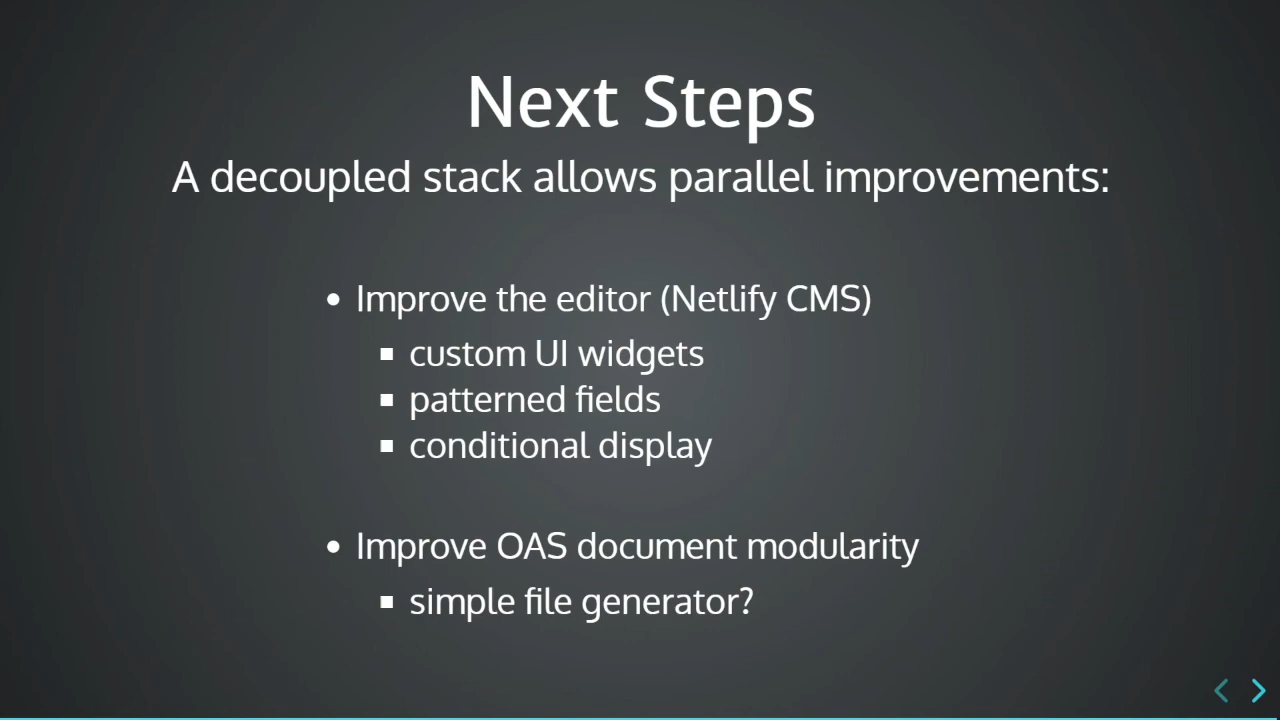 Next Steps
A decoupled stack allows parallel improvements:
Improve the editor (Netlify CMS)
custom UI widgets
patterned fields
conditional display
Improve OAS document modularity
simple file generator?